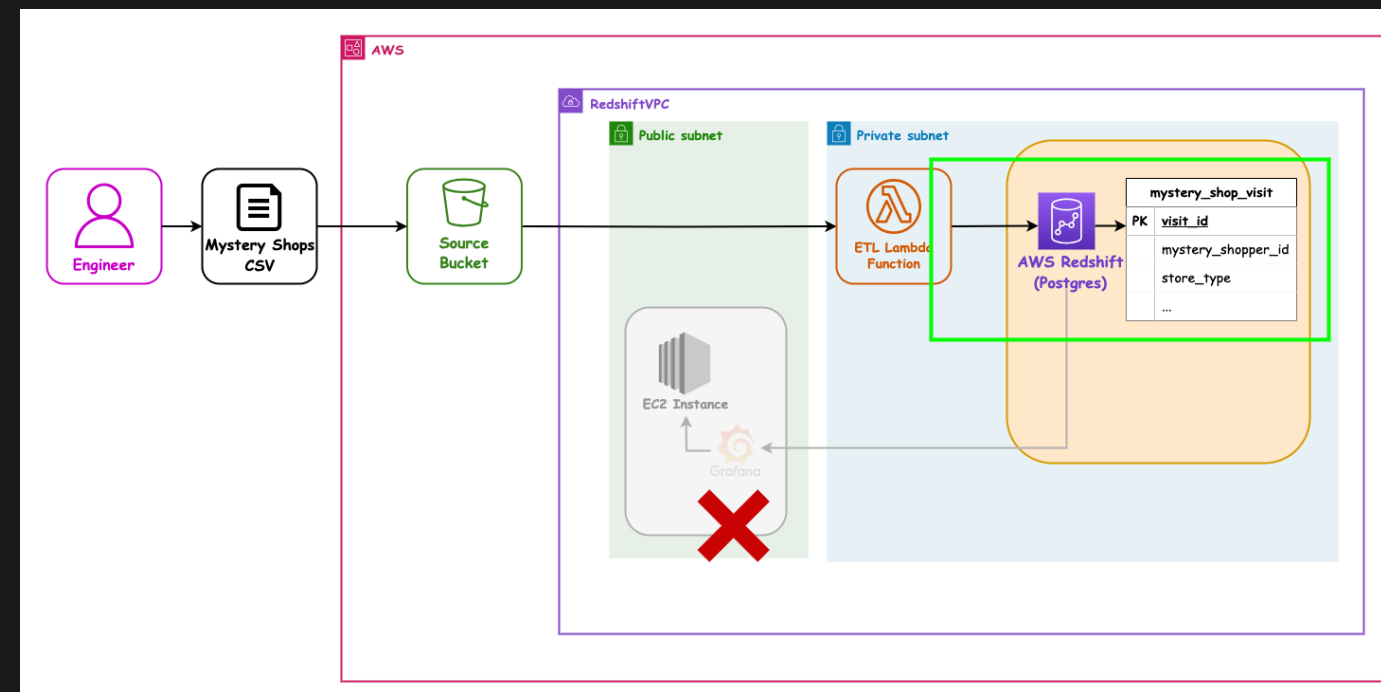 AWS
RedshiftVPC
Public subnet
Private subnet
Engineer
Mystery Shops
CSV
Source
Bucket
ETL Lambda
Function
AWS Redshift
(Postgres)
mystery_shop_visit
PK visit_id
mystery_shopper_id
store_type
...
EC2 Instance
Grafana